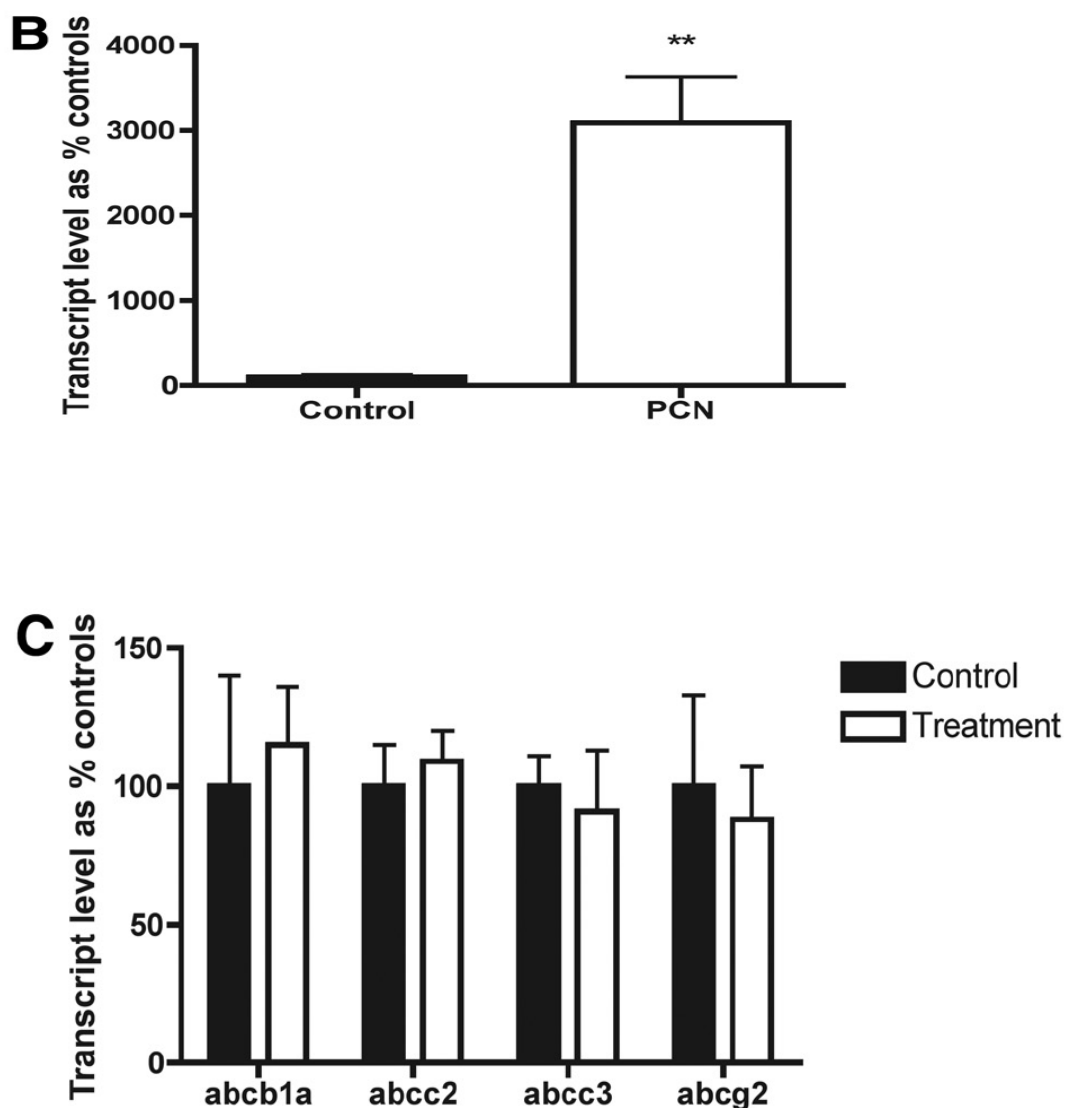 B
Transcript level as % controls
4000
3000
2000
1000
0
**
Control
PCN
C
Transcript level as % controls
150
100
50
0
abcb1a
abcc2
abcc3
abcg2
Control
Treatment